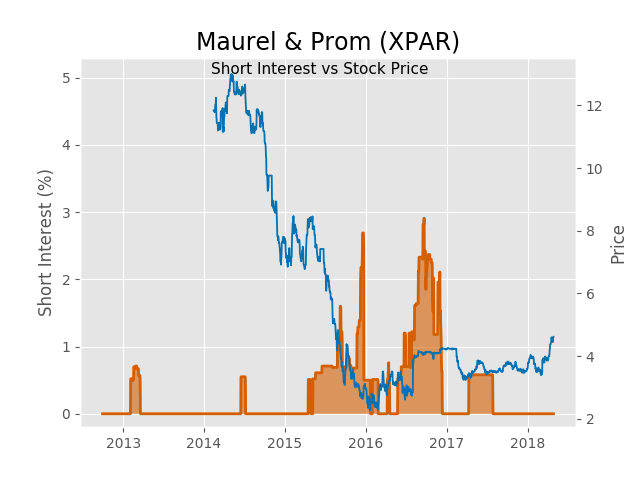 Maurel & Prom (XPAR)
Short Interest vs Stock Price
Short Interest (%)
5
4
3
2
1
0
12
10
8
6
4
2
Price
2013 2014 2015 2016 2017 2018